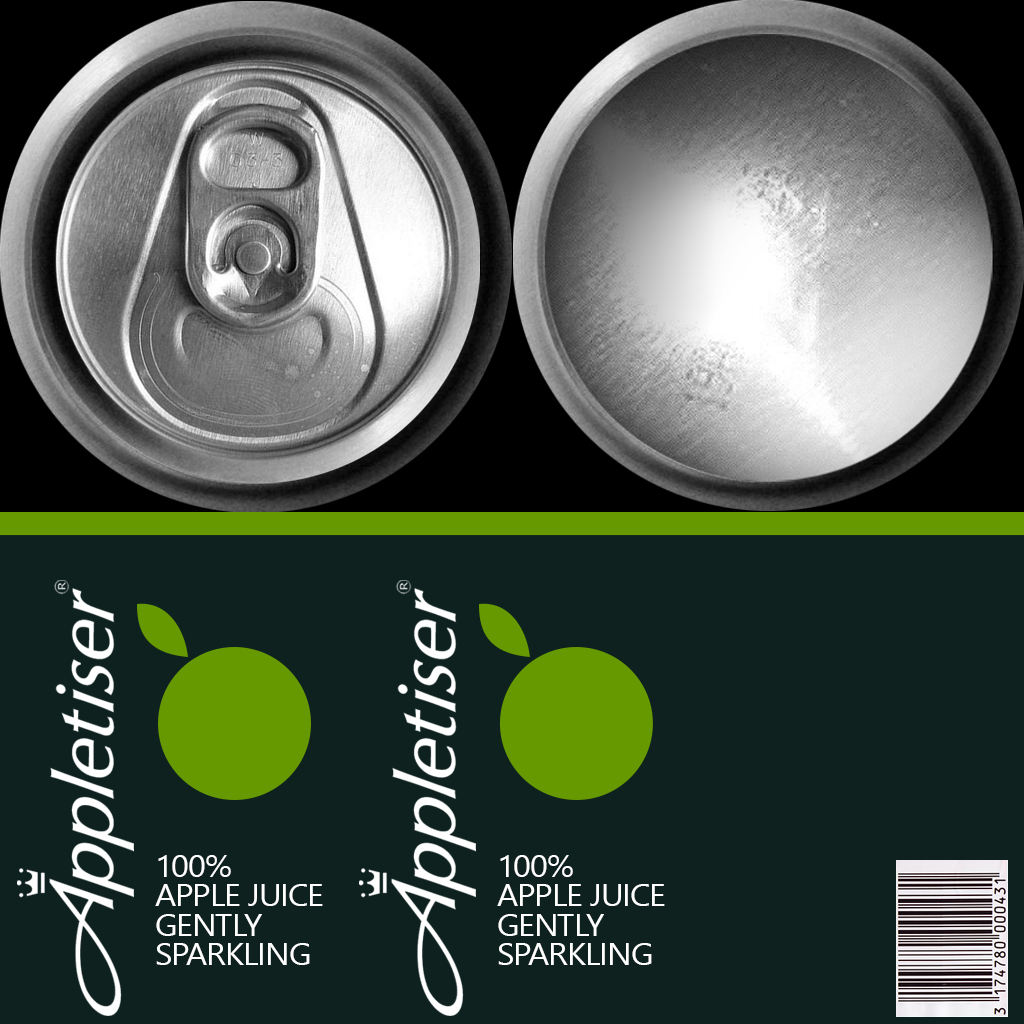 Appletiser®
100%
APPLE JUICE
GENTLY
SPARKLING
Appletiser®
100%
APPLE JUICE
GENTLY
SPARKLING
3 174780 000431